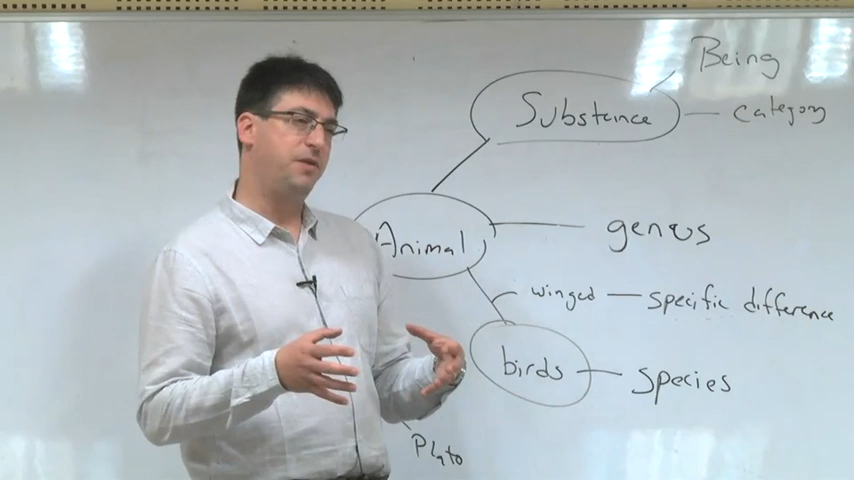 Being
Substance — category
Animal — genus
winged — specific difference
birds — species
Plato